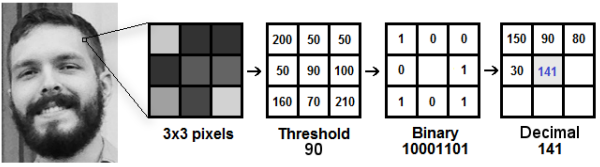 200 50 50
50 90 100
160 70 210
1 0 0
0 1
1 0 1
150 90 80
30 141
3x3 pixels
Threshold
90
Binary
10001101
Decimal
141